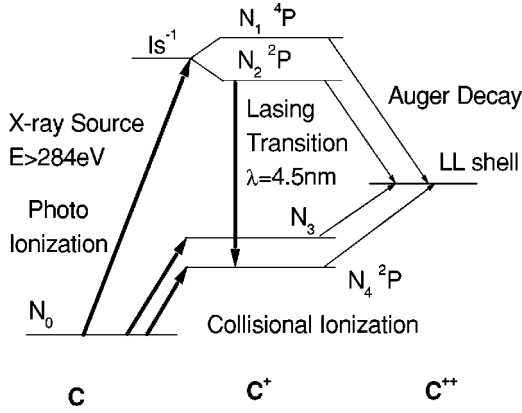 N₁ ⁴P
Is⁻¹
N₂ ²P
X-ray Source
E>284eV
Lasing
Transition
λ=4.5nm
Auger Decay
LL shell
Photo
Ionization
N₃
N₄ ²P
N₀
Collisional Ionization
C
C⁺
C⁺⁺